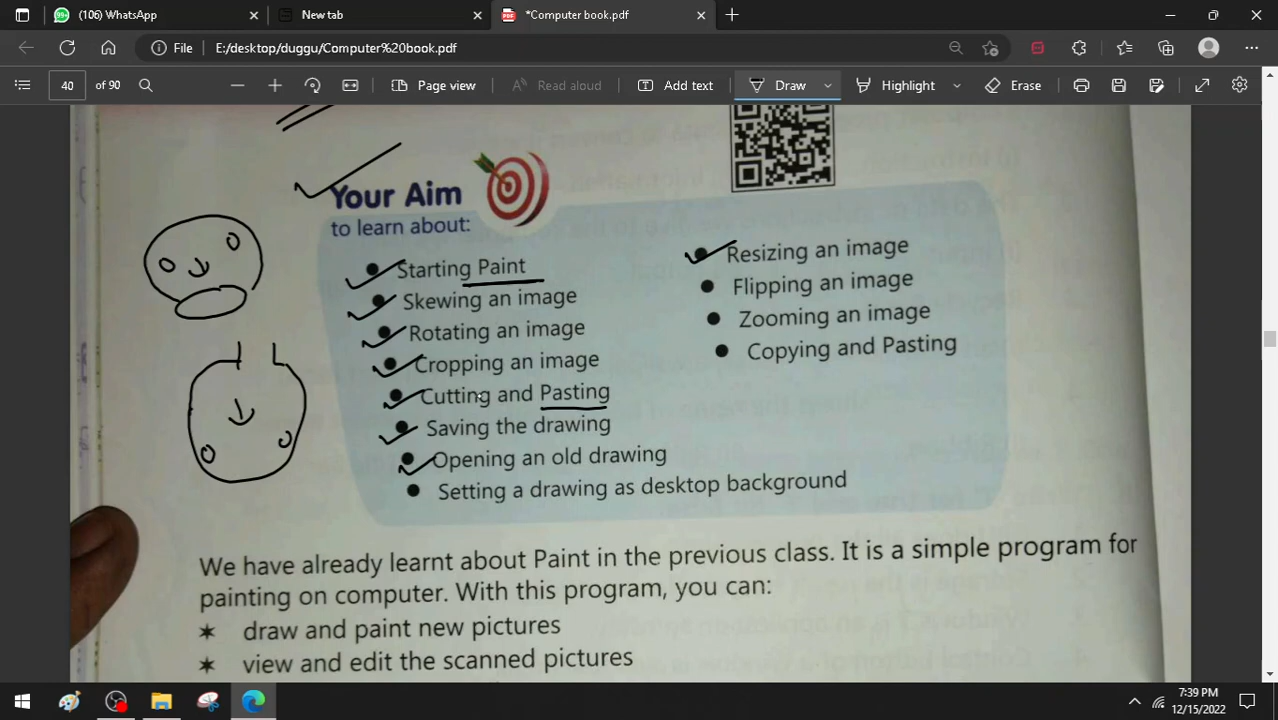 (106) WhatsApp
New tab
*Computer book.pdf
File
E:/desktop/duggu/Computer%20book.pdf
40 of 90
Page view
Read aloud
Add text
Draw
Highlight
Erase
Your Aim
to learn about:
Starting Paint
Skewing an image
Rotating an image
Cropping an image
Cutting and Pasting
Saving the drawing
Opening an old drawing
Setting a drawing as desktop background
Resizing an image
Flipping an image
Zooming an image
Copying and Pasting
We have already learnt about Paint in the previous class. It is a simple program for
painting on computer. With this program, you can:
* draw and paint new pictures
* view and edit the scanned pictures
7:39 PM
12/15/2022